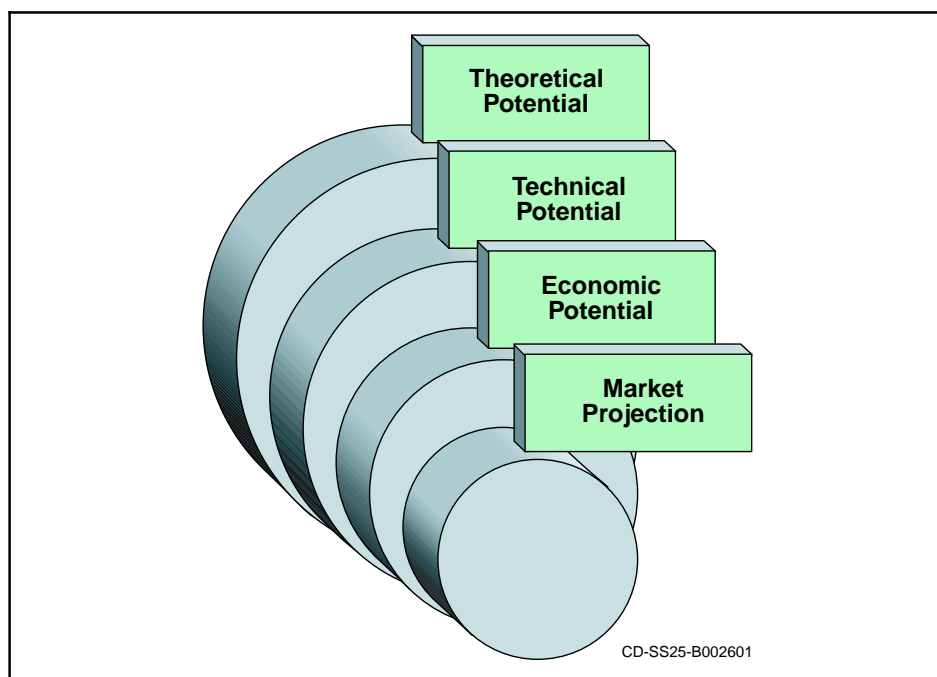 Theoretical
Potential
Technical
Potential
Economic
Potential
Market
Projection
CD-SS25-B002601